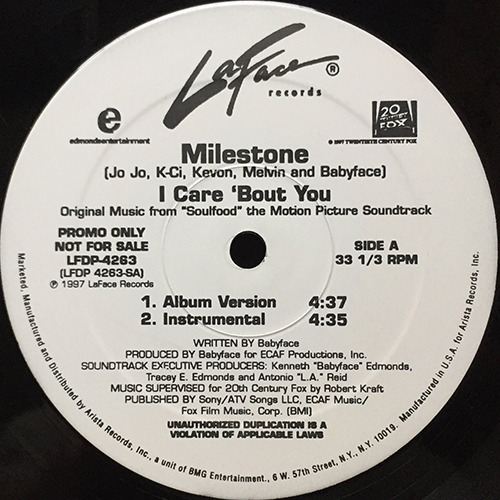 LaFace ®
records
e
edmondsentertainment
20
TH
CENTURY
FOX
© 1997 TWENTIETH CENTURY FOX
Milestone
(Jo Jo, K-Ci, Kevon, Melvin and Babyface)
I Care 'Bout You
Original Music from "Soulfood" the Motion Picture Soundtrack
PROMO ONLY
NOT FOR SALE
LFDP-4263
(LFDP 4263-SA)
℗ 1997 LaFace Records
SIDE A
33 1/3 RPM
1. Album Version 4:37
2. Instrumental 4:35
WRITTEN BY Babyface
PRODUCED BY Babyface for ECAF Productions, Inc.
SOUNDTRACK EXECUTIVE PRODUCERS: Kenneth "Babyface" Edmonds,
Tracey E. Edmonds and Antonio "L.A." Reid
MUSIC SUPERVISED for 20th Century Fox by Robert Kraft
PUBLISHED BY Sony/ATV Songs LLC, ECAF Music/
Fox Film Music, Corp. (BMI)
UNAUTHORIZED DUPLICATION IS A
VIOLATION OF APPLICABLE LAWS
Marketed, Manufactured and Distributed by Arista Records, Inc., a unit of BMG Entertainment., 6 W. 57th Street, N.Y., N.Y. 10019. Manufactured in U.S.A. for Arista Records, Inc.